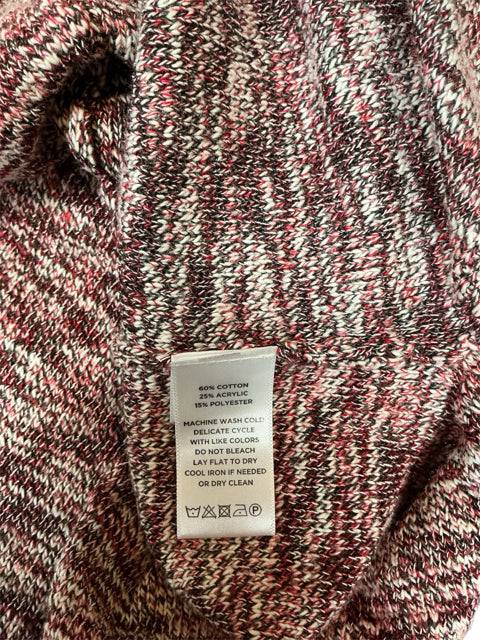 60% COTTON
25% ACRYLIC
15% POLYESTER
MACHINE WASH COLD
DELICATE CYCLE
WITH LIKE COLORS
DO NOT BLEACH
LAY FLAT TO DRY
COOL IRON IF NEEDED
OR DRY CLEAN
P